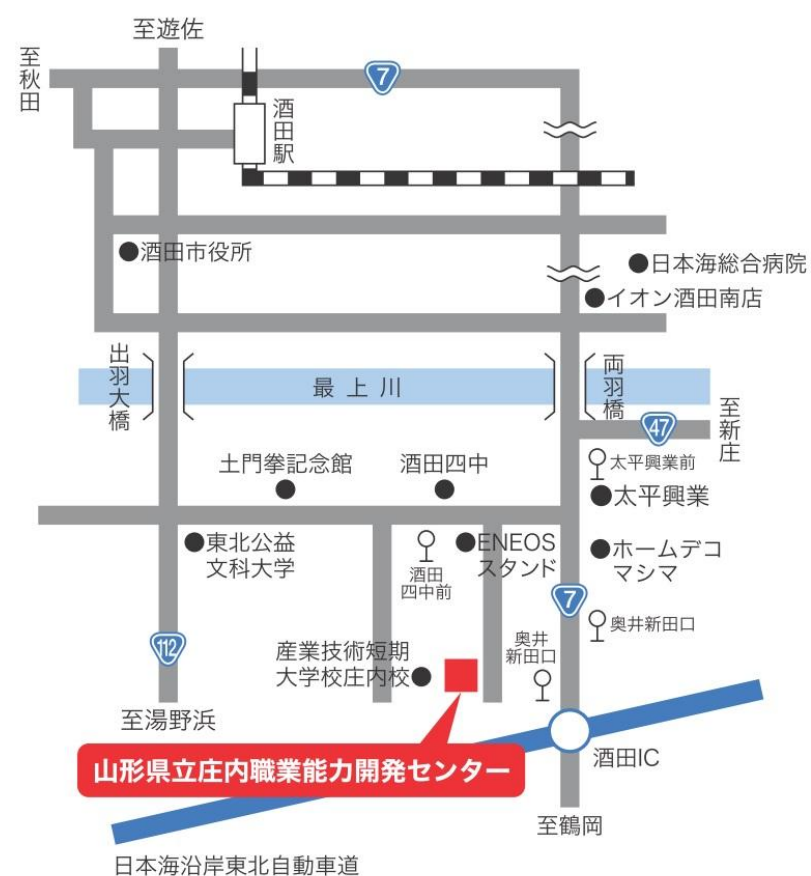 至遊佐
至秋田
7
酒田駅
酒田市役所
日本海総合病院
イオン酒田南店
出羽大橋
最上川
両羽橋
47
至新庄
土門拳記念館
酒田四中
太平興業前
太平興業
東北公益
文科大学
酒田
四中前
ENEOS
スタンド
ホームデコ
マシマ
7
奥井新田口
112
産業技術短期
大学校庄内校
奥井
新田口
至湯野浜
山形県立庄内職業能力開発センター
酒田IC
至鶴岡
日本海沿岸東北自動車道